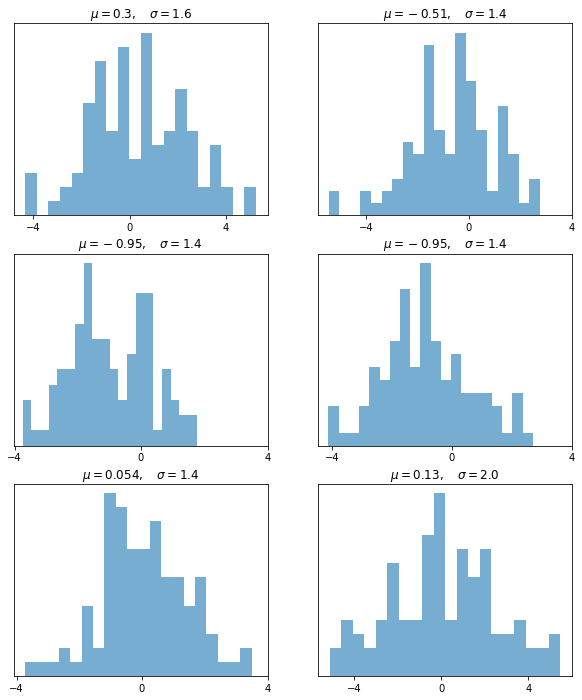 μ = 0.3, σ = 1.6
μ = −0.51, σ = 1.4
−4 0 4
−4 0 4
μ = −0.95, σ = 1.4
μ = −0.95, σ = 1.4
−4 0 4
−4 0 4
μ = 0.054, σ = 1.4
μ = 0.13, σ = 2.0
−4 0 4
−4 0 4